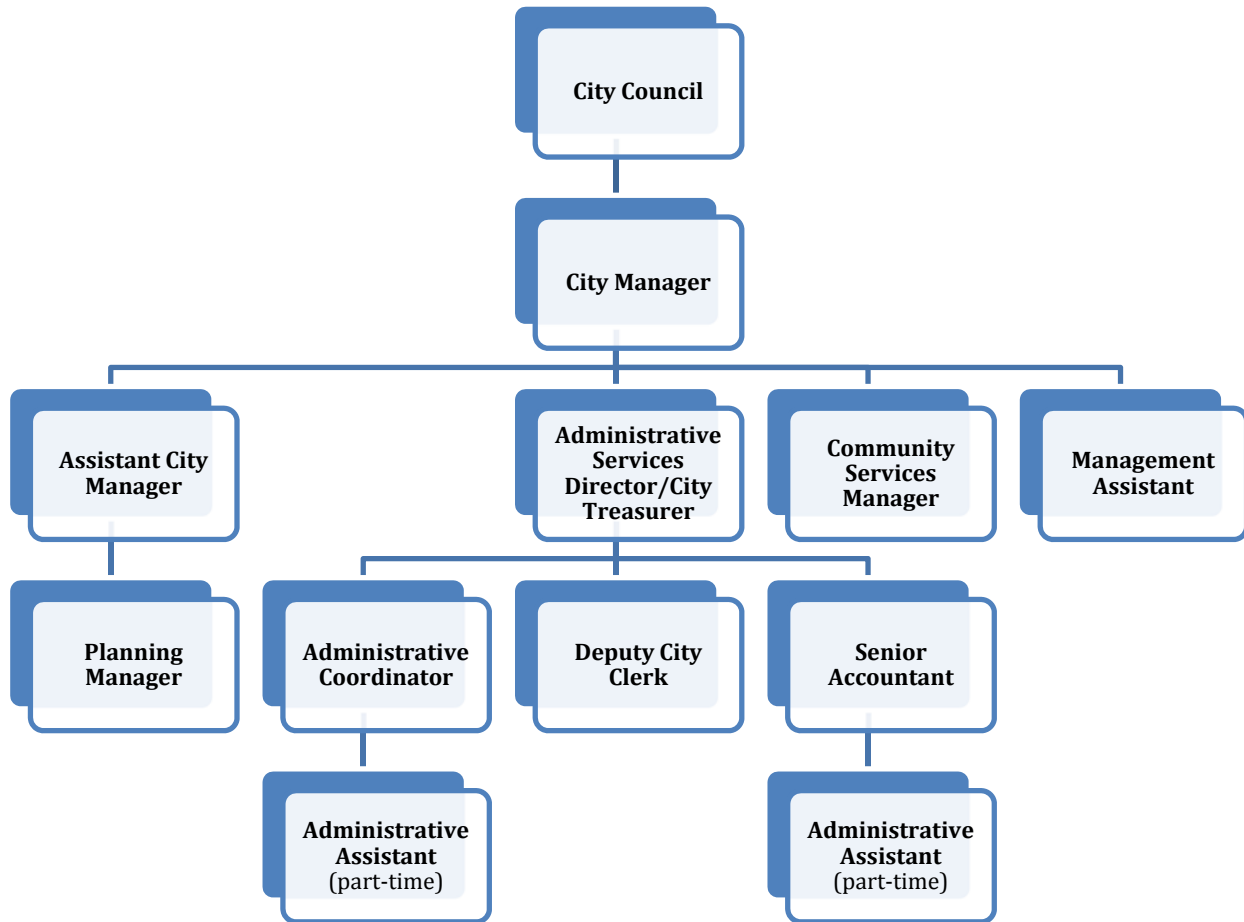 City Council
City Manager
Assistant City
Manager
Administrative
Services
Director/City
Treasurer
Community
Services
Manager
Management
Assistant
Planning
Manager
Administrative
Coordinator
Deputy City
Clerk
Senior
Accountant
Administrative
Assistant
(part-time)
Administrative
Assistant
(part-time)